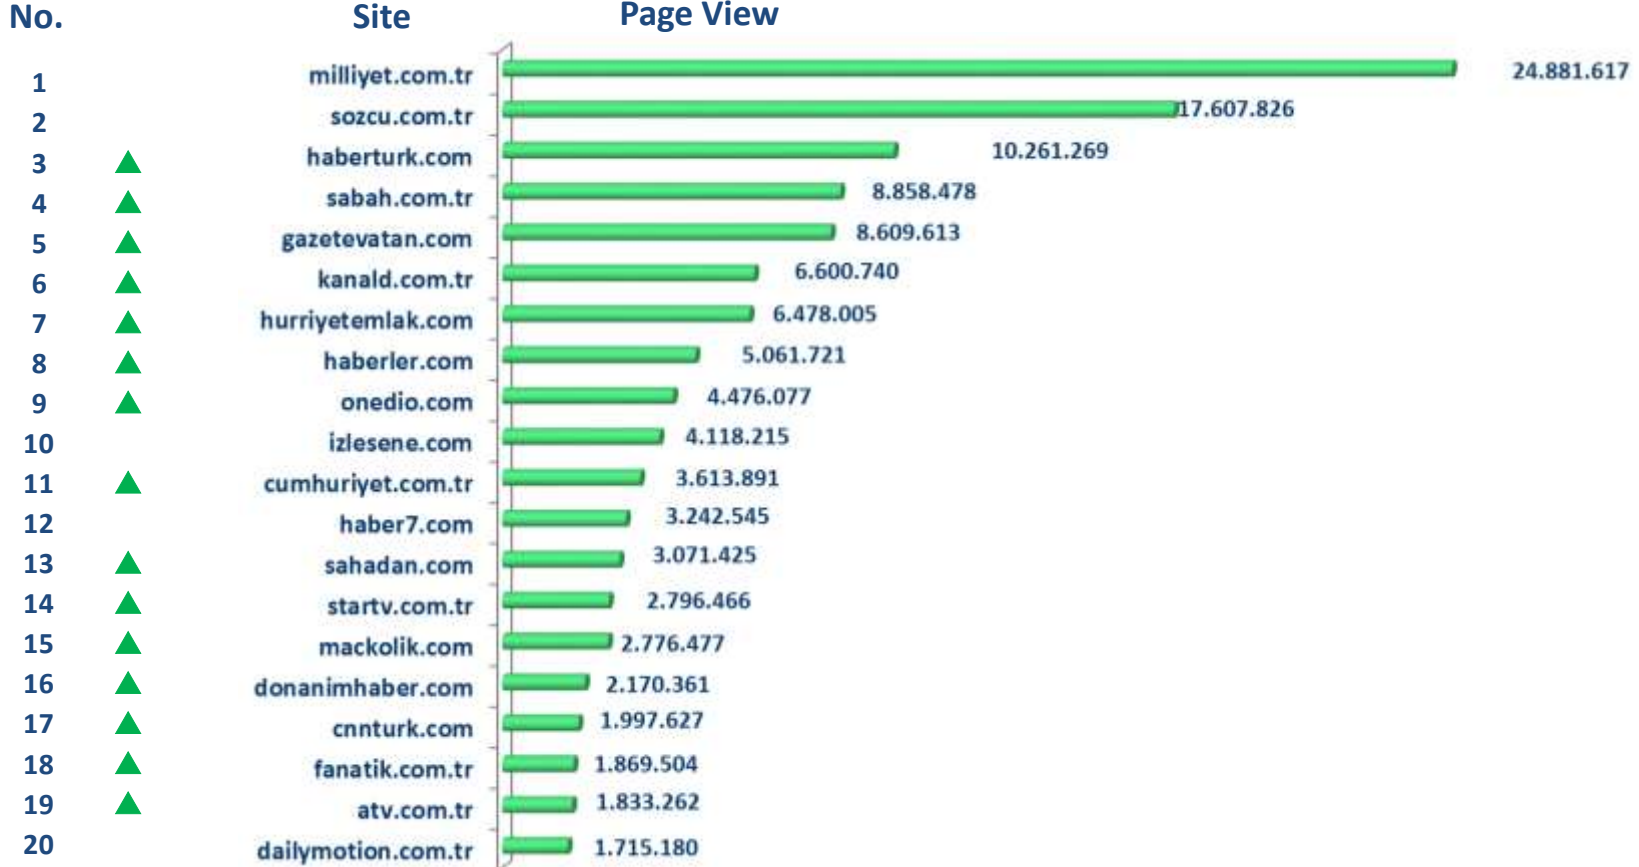 No. Site Page View
1 milliyet.com.tr 24.881.617
2 sozcu.com.tr 17.607.826
3 haberturk.com 10.261.269
4 sabah.com.tr 8.858.478
5 gazetevatan.com 8.609.613
6 kanald.com.tr 6.600.740
7 hurriyetemlak.com 6.478.005
8 haberler.com 5.061.721
9 onedio.com 4.476.077
10 izlesene.com 4.118.215
11 cumhuriyet.com.tr 3.613.891
12 haber7.com 3.242.545
13 sahadan.com 3.071.425
14 startv.com.tr 2.796.466
15 mackolik.com 2.776.477
16 donanimhaber.com 2.170.361
17 cnnturk.com 1.997.627
18 fanatik.com.tr 1.869.504
19 atv.com.tr 1.833.262
20 dailymotion.com.tr 1.715.180